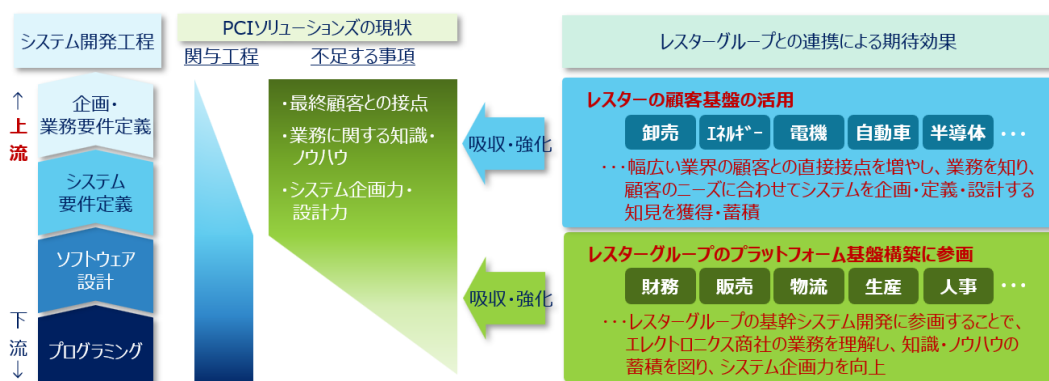 システム開発工程
↑
上
流
企画・
業務要件定義
システム
要件定義
ソフトウェア
設計
プログラミング
下
流
↓
PCIソリューションズの現状
関与工程
不足する事項
・最終顧客との接点
・業務に関する知識・
ノウハウ
・システム企画力・
設計力
吸収・強化
吸収・強化
レスターグループとの連携による期待効果
レスターの顧客基盤の活用
卸売 エネルギー 電機 自動車 半導体 ・・・
・・・幅広い業界の顧客との直接接点を増やし、業務を知り、
顧客のニーズに合わせてシステムを企画・定義・設計する
知見を獲得・蓄積
レスターグループのプラットフォーム基盤構築に参画
財務 販売 物流 生産 人事 ・・・
・・・レスターグループの基幹システム開発に参画することで、
エレクトロニクス商社の業務を理解し、知識・ノウハウの
蓄積を図り、システム企画力を向上